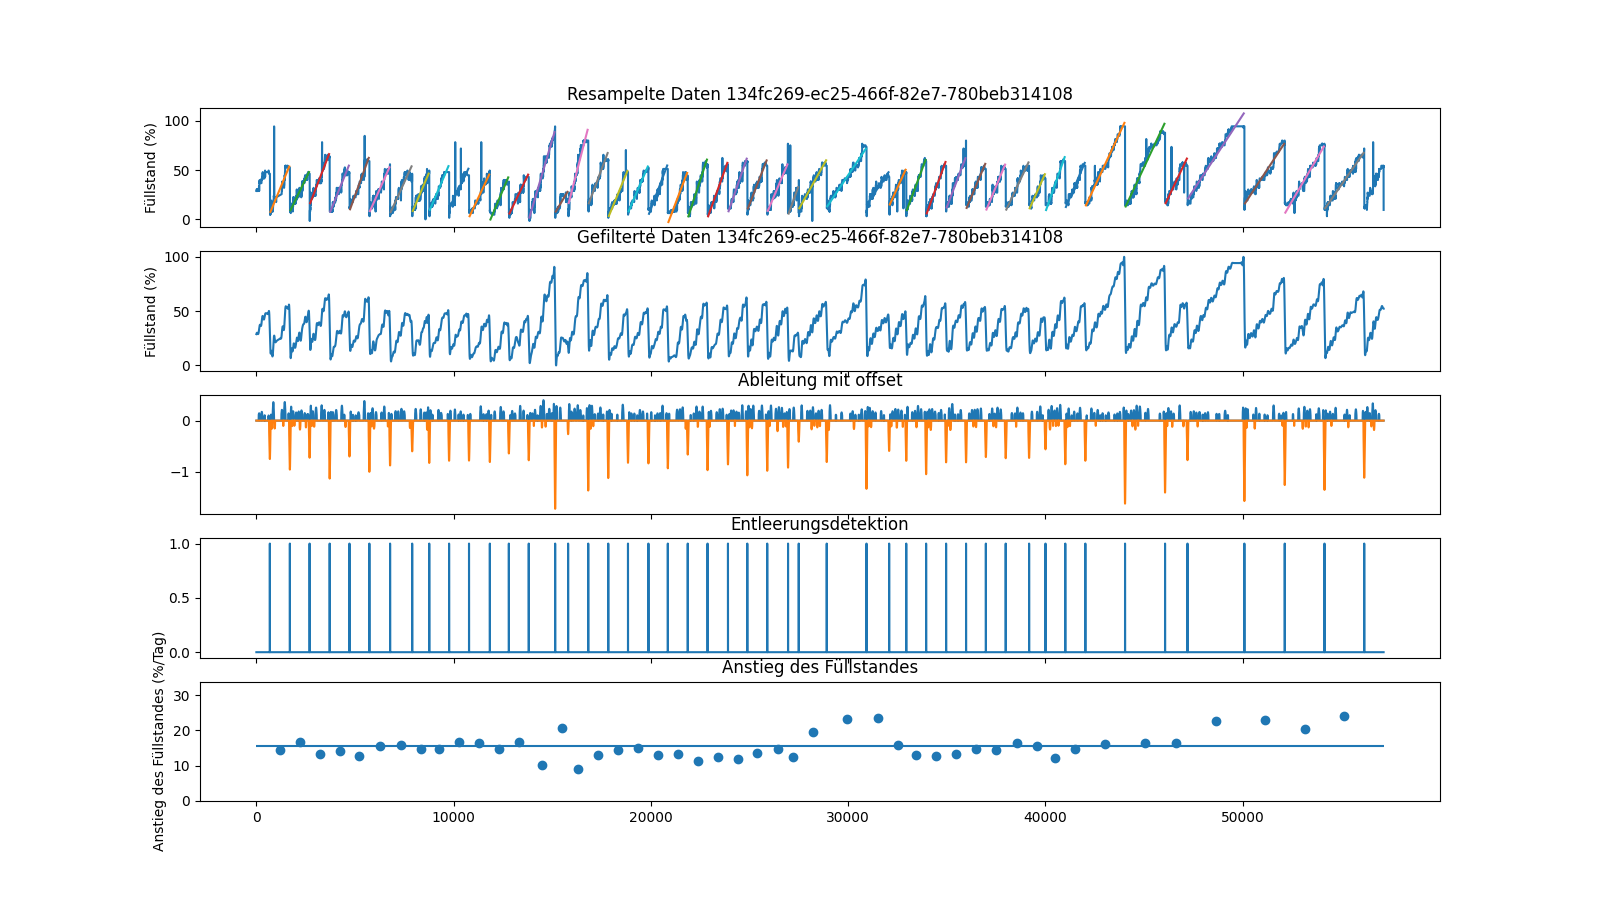 Resampelte Daten 134fc269-ec25-466f-82e7-780beb314108
Füllstand (%)
100
50
0
Gefilterte Daten 134fc269-ec25-466f-82e7-780beb314108
Füllstand (%)
100
50
0
Ableitung mit offset
0
−1
Entleerungsdetektion
1.0
0.5
0.0
Anstieg des Füllstandes
Anstieg des Füllstandes (%/Tag)
30
20
10
0
0 10000 20000 30000 40000 50000